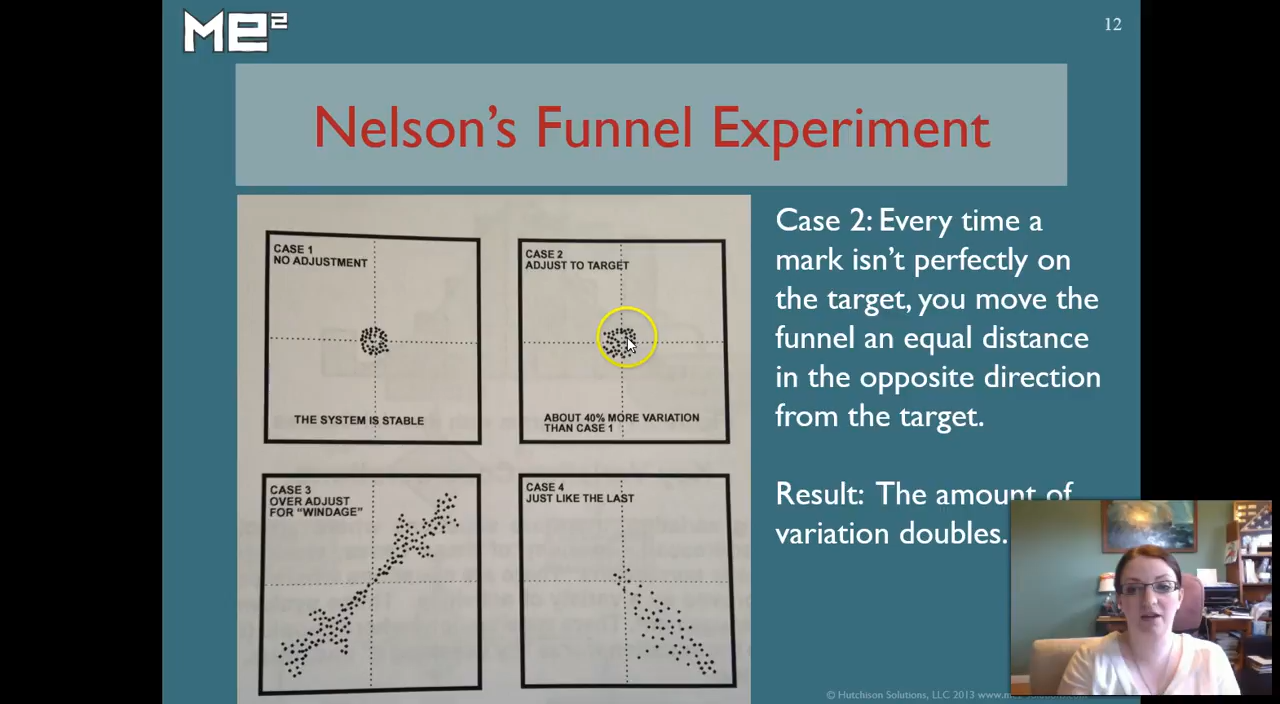 ME²
12
Nelson's Funnel Experiment
CASE 1
NO ADJUSTMENT
THE SYSTEM IS STABLE
CASE 2
ADJUST TO TARGET
ABOUT 40% MORE VARIATION
THAN CASE 1
CASE 3
OVER ADJUST
FOR "WINDAGE"
CASE 4
JUST LIKE THE LAST
Case 2: Every time a
mark isn't perfectly on
the target, you move the
funnel an equal distance
in the opposite direction
from the target.
Result: The amount of
variation doubles.
© Hutchison Solutions, LLC 2013